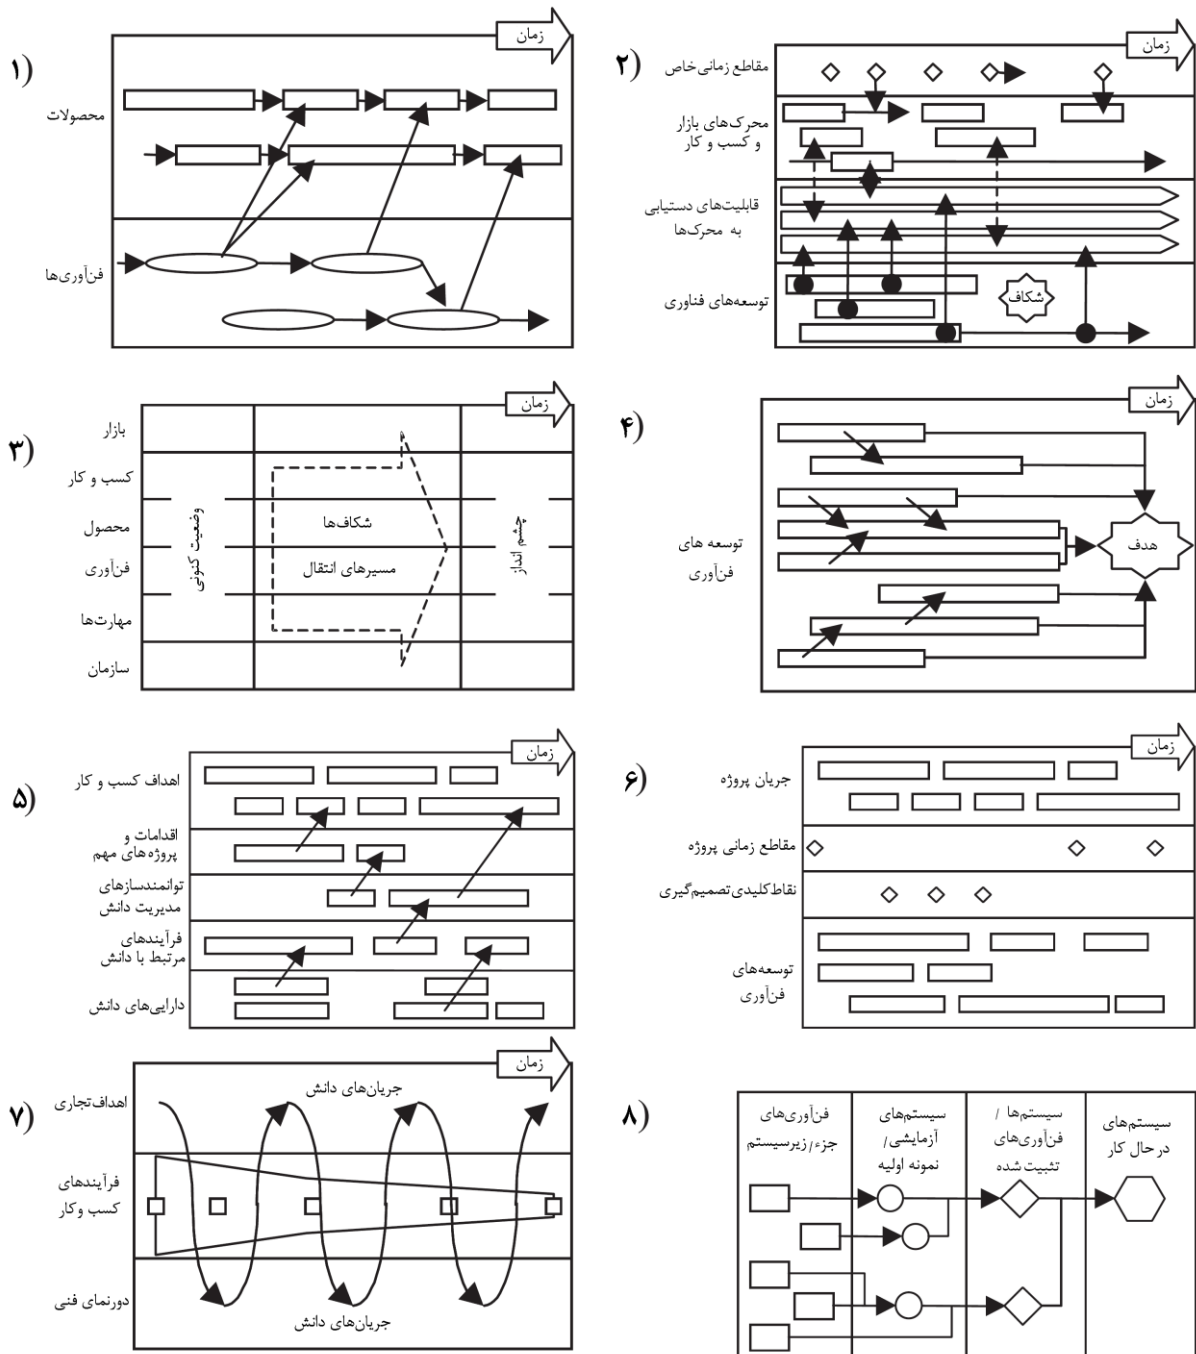 ۱)
زمان
محصولات
فن‌آوری‌ها
۲)
زمان
مقاطع زمانی خاص
محرک‌های بازار
و کسب و کار
قابلیت‌های دستیابی
به محرک‌ها
توسعه‌های فناوری
شکاف
۳)
زمان
بازار
کسب و کار
محصول
فن‌آوری
مهارت‌ها
سازمان
وضعیت کنونی
شکاف‌ها
مسیرهای انتقال
چشم انداز
۴)
زمان
توسعه های
فن‌آوری
هدف
۵)
زمان
اهداف کسب و کار
اقدامات و
پروژه‌های مهم
توانمندسازهای
مدیریت دانش
فرآیندهای
مرتبط با دانش
دارایی‌های دانش
۶)
زمان
جریان پروژه
مقاطع زمانی پروژه
نقاط‌کلیدی‌تصمیم‌گیری
توسعه‌های
فن‌آوری
۷)
زمان
اهداف‌تجاری
جریان‌های دانش
فرآیندهای
کسب وکار
دورنمای فنی
جریان‌های دانش
۸)
فن‌آوری‌های
جزء/زیرسیستم
سیستم‌های
آزمایشی/
نمونه اولیه
سیستم‌ها /
فن‌آوری‌های
تثبیت شده
سیستم‌های
در حال کار